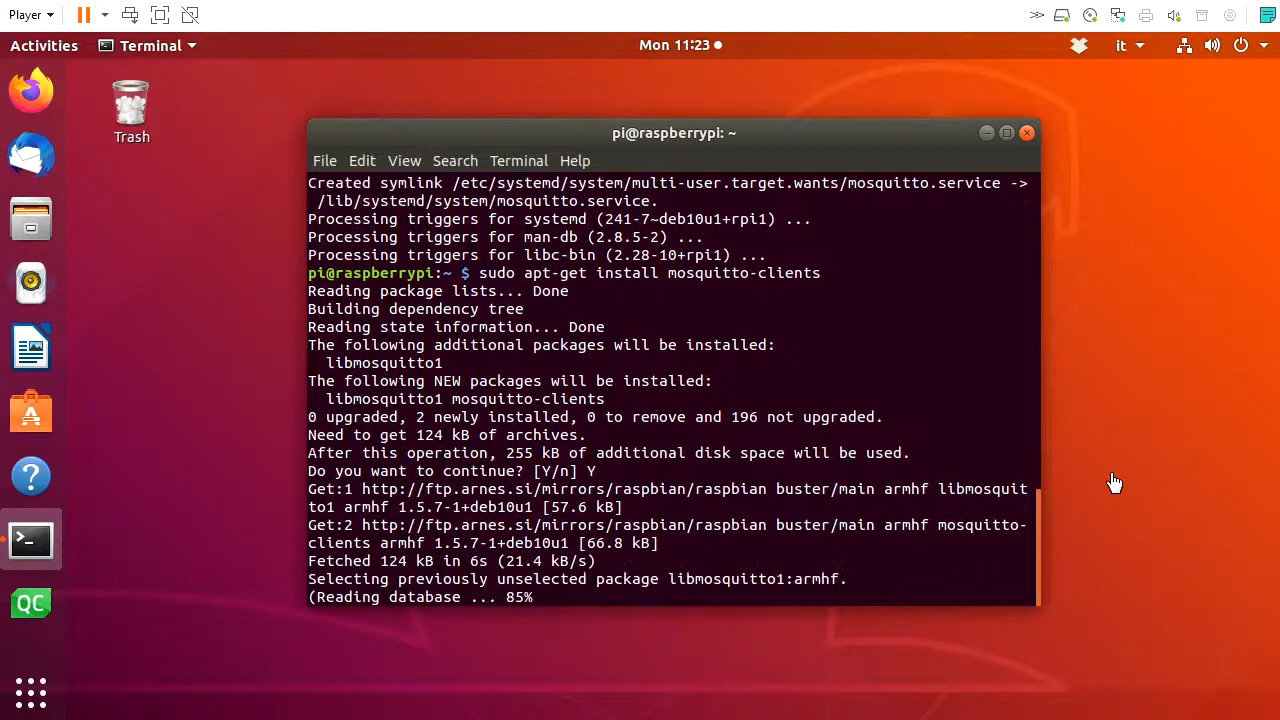 Player
Activities
Terminal
Mon 11:23
it
Trash
pi@raspberrypi: ~
File Edit View Search Terminal Help
Created symlink /etc/systemd/system/multi-user.target.wants/mosquitto.service ->
/lib/systemd/system/mosquitto.service.
Processing triggers for systemd (241-7~deb10u1+rpi1) ...
Processing triggers for man-db (2.8.5-2) ...
Processing triggers for libc-bin (2.28-10+rpi1) ...
pi@raspberrypi:~ $ sudo apt-get install mosquitto-clients
Reading package lists... Done
Building dependency tree
Reading state information... Done
The following additional packages will be installed:
libmosquitto1
The following NEW packages will be installed:
libmosquitto1 mosquitto-clients
0 upgraded, 2 newly installed, 0 to remove and 196 not upgraded.
Need to get 124 kB of archives.
After this operation, 255 kB of additional disk space will be used.
Do you want to continue? [Y/n] Y
Get:1 http://ftp.arnes.si/mirrors/raspbian/raspbian buster/main armhf libmosquit
to1 armhf 1.5.7-1+deb10u1 [57.6 kB]
Get:2 http://ftp.arnes.si/mirrors/raspbian/raspbian buster/main armhf mosquitto-
clients armhf 1.5.7-1+deb10u1 [66.8 kB]
Fetched 124 kB in 6s (21.4 kB/s)
Selecting previously unselected package libmosquitto1:armhf.
(Reading database ... 85%
QC